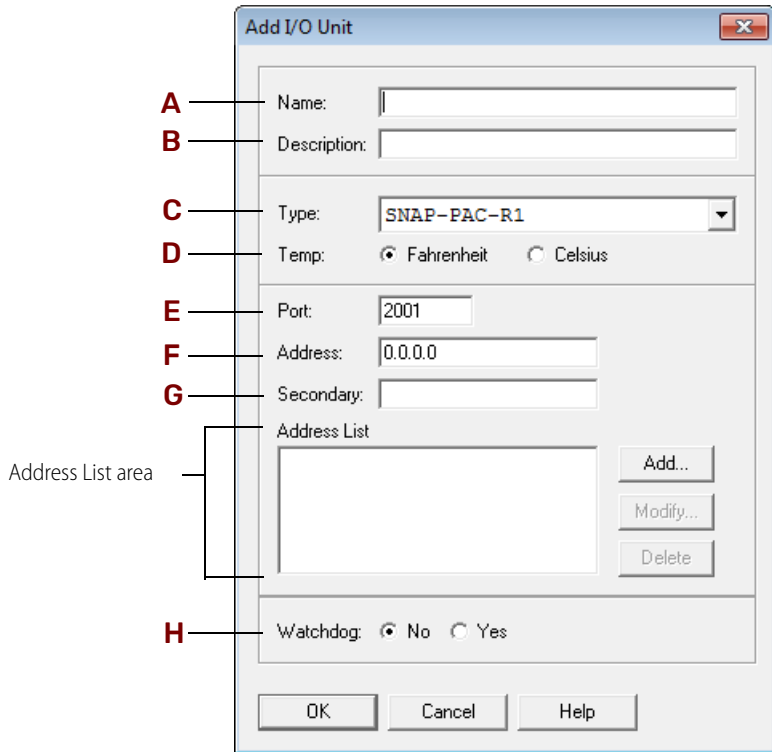 Add I/O Unit
A Name:
B Description:
C Type: SNAP-PAC-R1
D Temp: Fahrenheit Celsius
E Port: 2001
F Address: 0.0.0.0
G Secondary:
Address List
Address List area
Add...
Modify...
Delete
H Watchdog: No Yes
OK Cancel Help